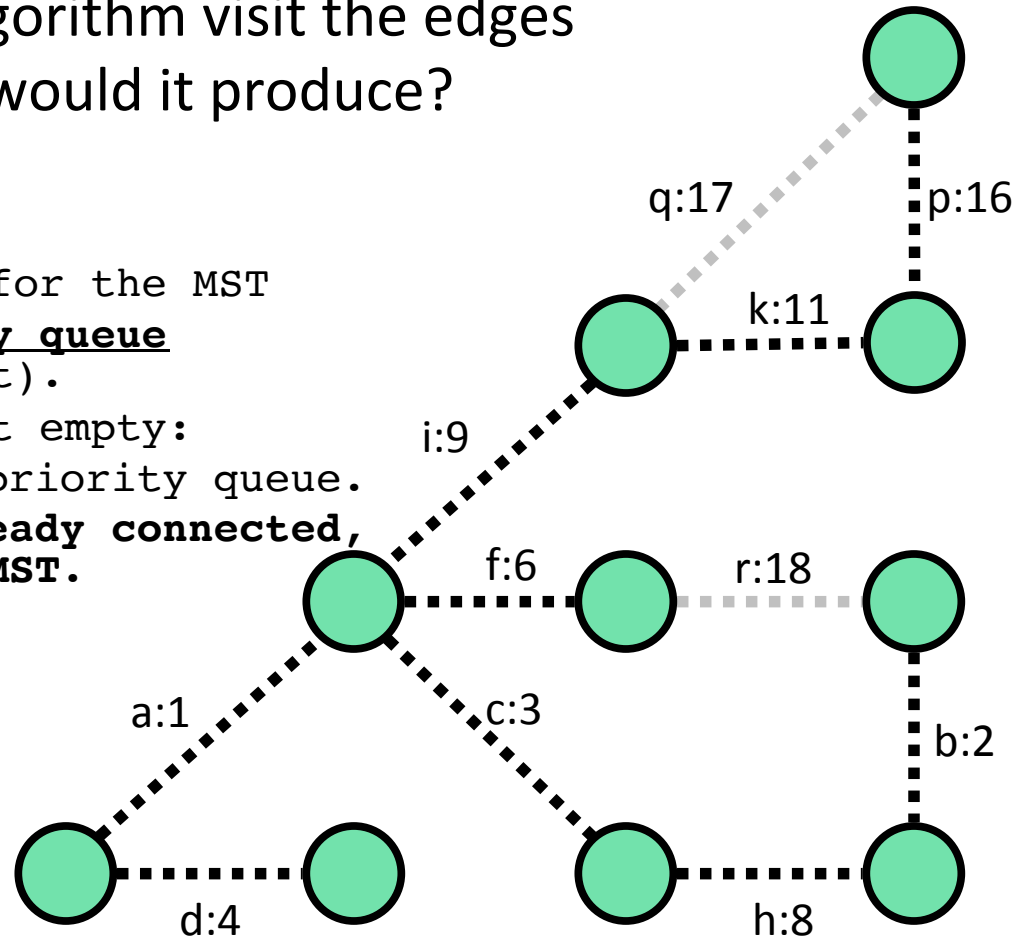 gorithm visit the edges
would it produce?
for the MST
y queue
t).
t empty:
priority queue.
eady connected,
MST.
q:17
p:16
k:11
i:9
f:6
r:18
a:1
c:3
b:2
d:4
h:8